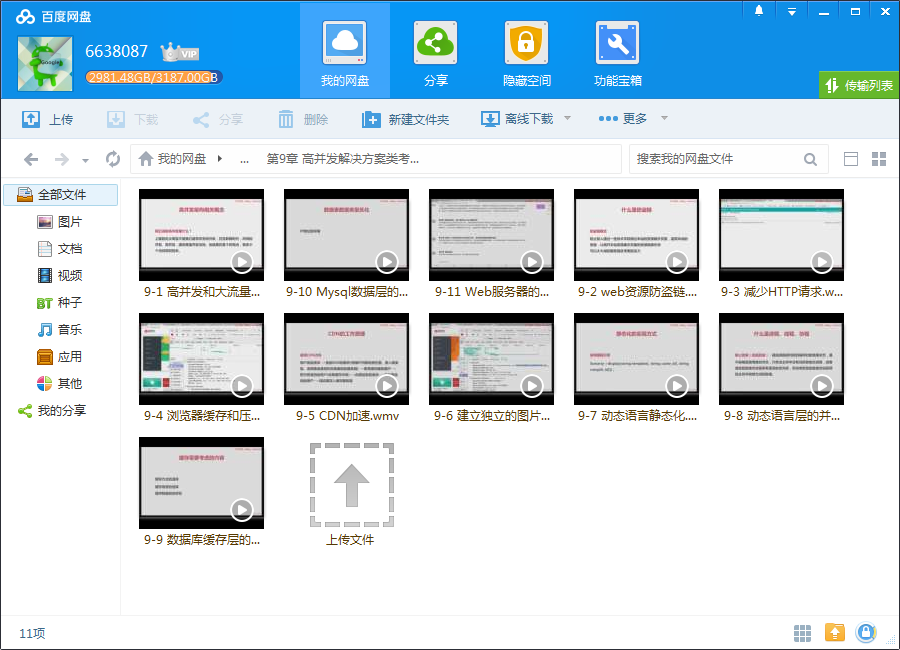 百度网盘
6638087
VIP
2981.48GB/3187.00GB
我的网盘
分享
隐藏空间
功能宝箱
传输列表
上传
下载
分享
删除
新建文件夹
离线下载
更多
我的网盘
...
第9章 高并发解决方案类考...
搜索我的网盘文件
全部文件
图片
文档
视频
BT 种子
音乐
应用
其他
我的分享
9-1 高并发和大流量...
9-10 Mysql数据层的...
9-11 Web服务器的...
9-2 web资源防盗链....
9-3 减少HTTP请求.w...
9-4 浏览器缓存和压...
9-5 CDN加速.wmv
9-6 建立独立的图片...
9-7 动态语言静态化....
9-8 动态语言层的并...
9-9 数据库缓存层的...
上传文件
11项